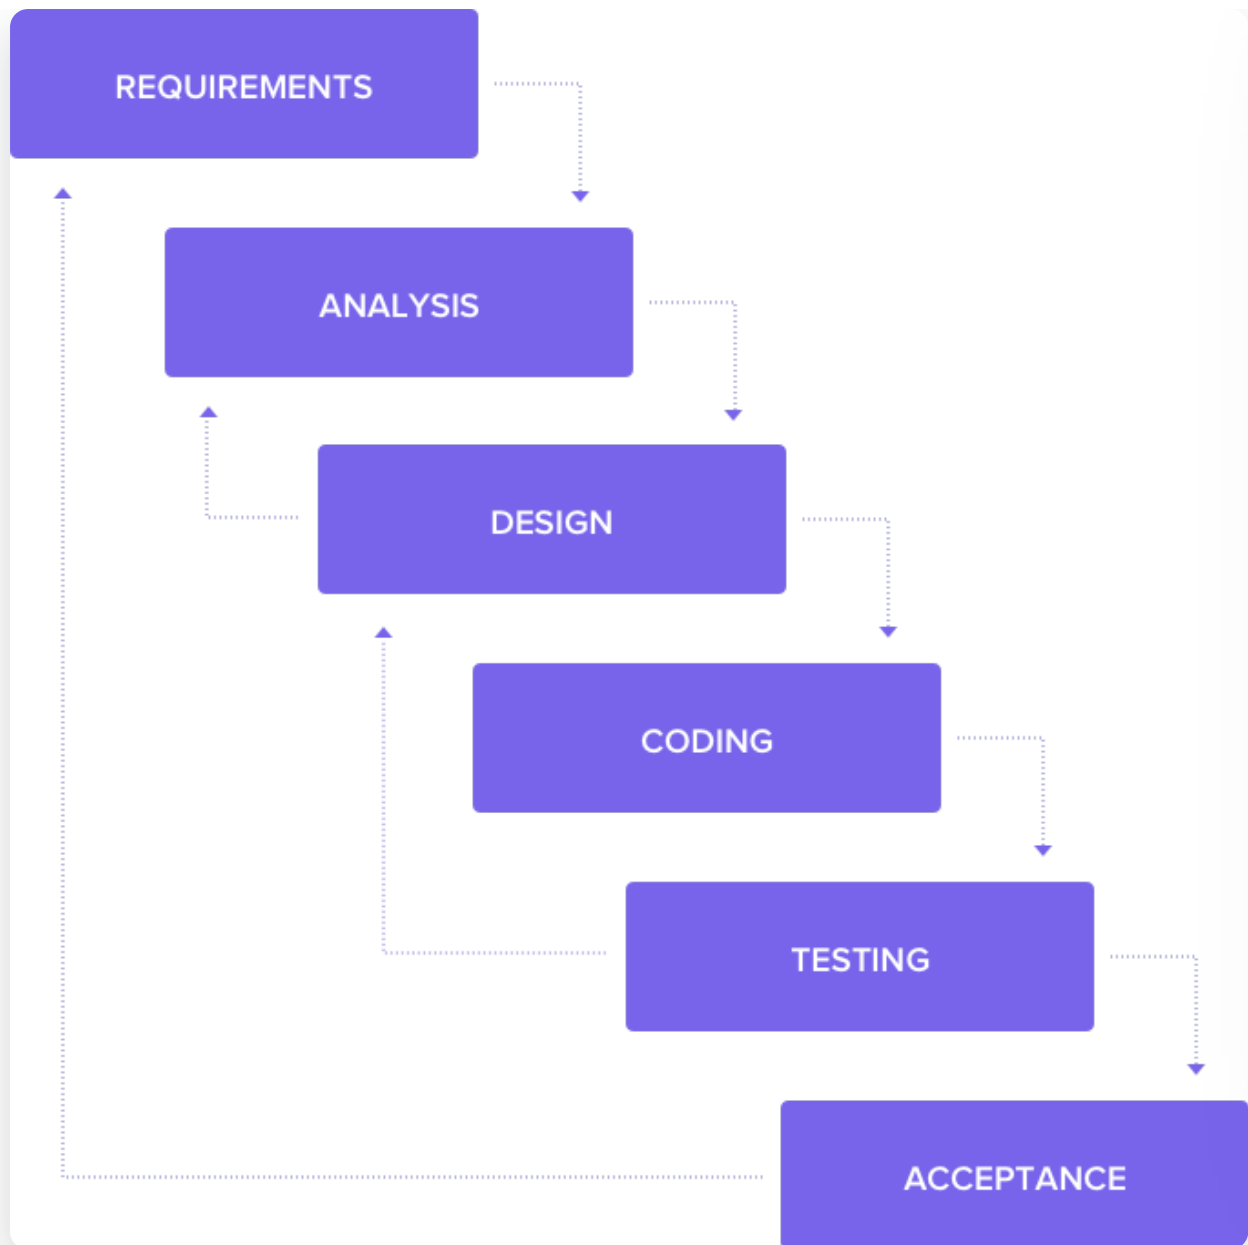 REQUIREMENTS
ANALYSIS
DESIGN
CODING
TESTING
ACCEPTANCE